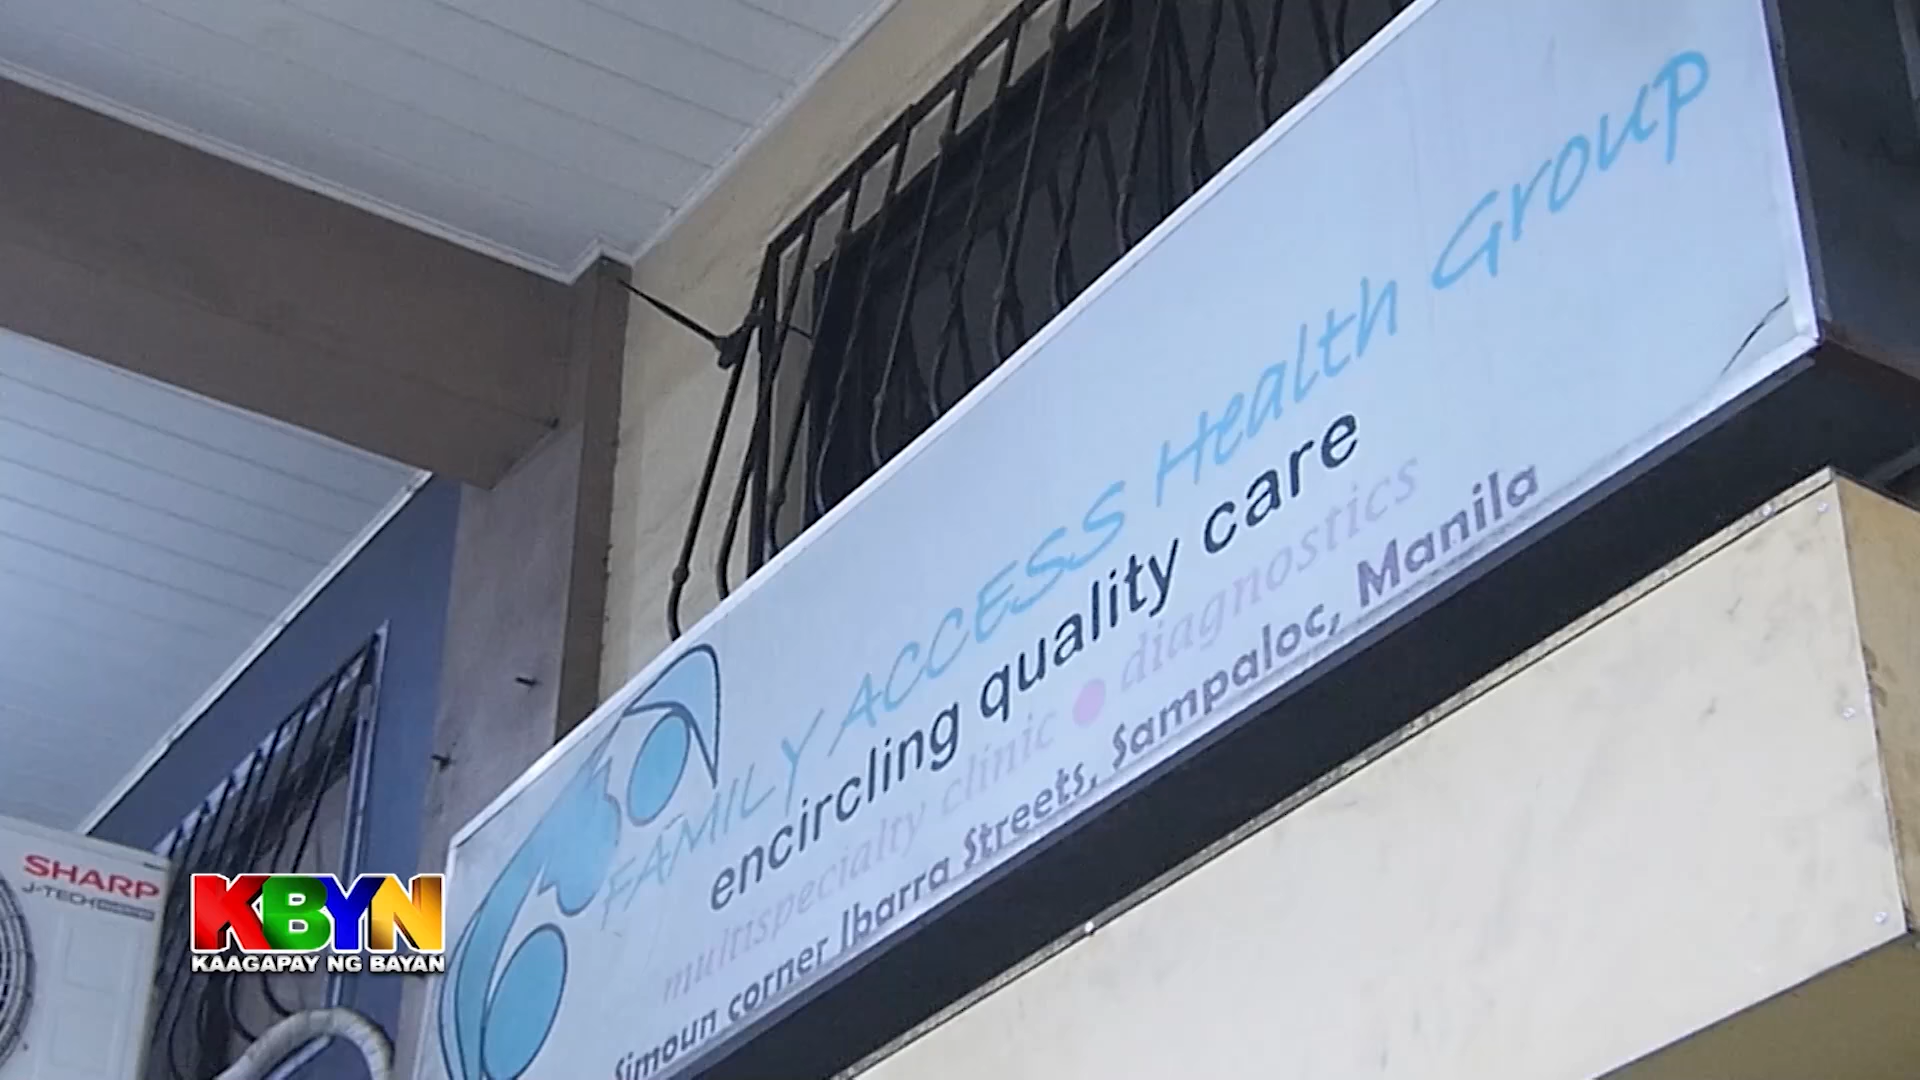 FAMILY ACCESS Health Group
encircling quality care
multispecialty clinic • diagnostics
Simoun corner Ibarra Streets, Sampaloc, Manila
SHARP
J-TECH
KBYN
KAAGAPAY NG BAYAN